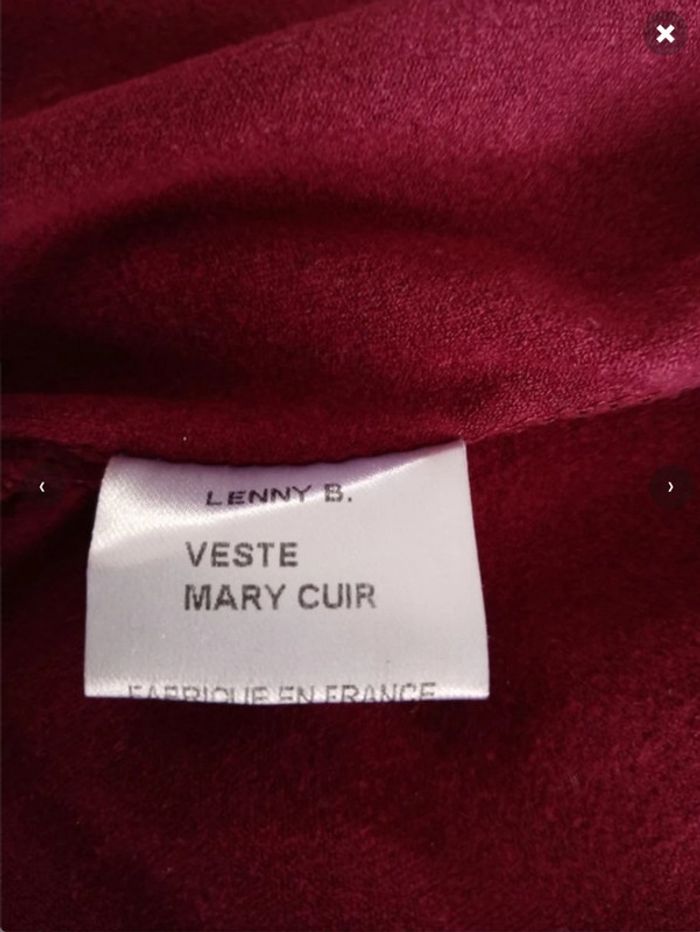 LENNY B.
VESTE
MARY CUIR
FABRIQUE EN FRANCE